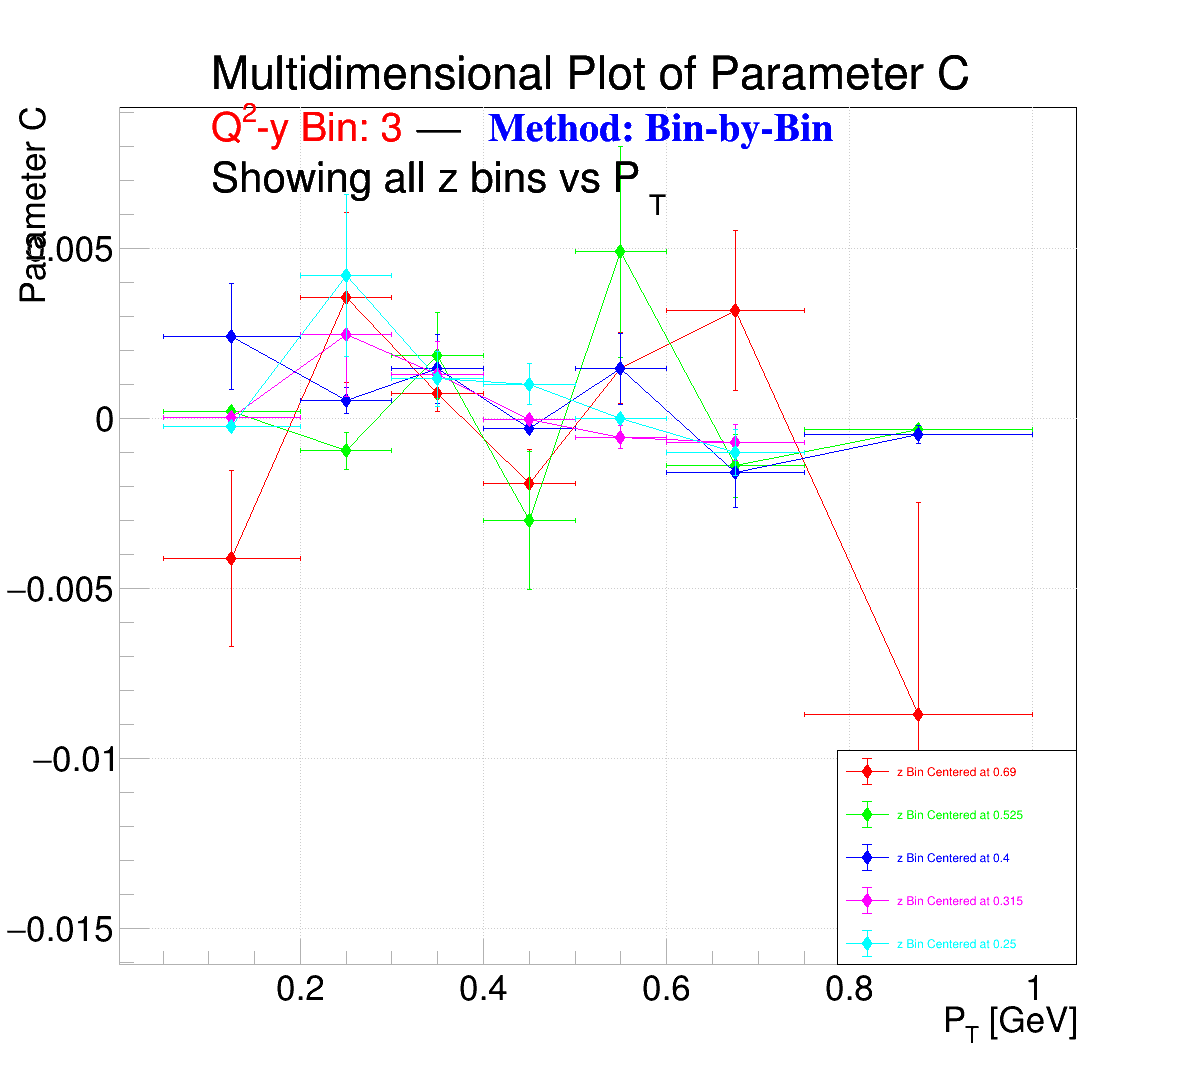 Multidimensional Plot of Parameter C
Q²-y Bin: 3 — Method: Bin-by-Bin
Showing all z bins vs P_T
Parameter C
0.005
0
−0.005
−0.01
−0.015
0.2 0.4 0.6 0.8 1
P_T [GeV]
z Bin Centered at 0.69
z Bin Centered at 0.525
z Bin Centered at 0.4
z Bin Centered at 0.315
z Bin Centered at 0.25